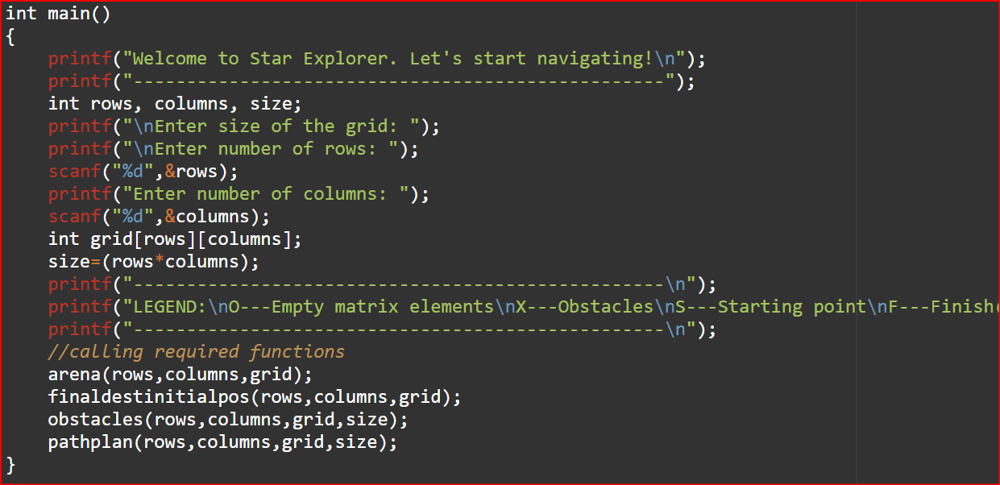 int main()
{
    printf("Welcome to Star Explorer. Let's start navigating!\n");
    printf("--------------------------------------------------");
    int rows, columns, size;
    printf("\nEnter size of the grid: ");
    printf("\nEnter number of rows: ");
    scanf("%d",&rows);
    printf("Enter number of columns: ");
    scanf("%d",&columns);
    int grid[rows][columns];
    size=(rows*columns);
    printf("--------------------------------------------------\n");
    printf("LEGEND:\nO---Empty matrix elements\nX---Obstacles\nS---Starting point\nF---Finish
    printf("--------------------------------------------------\n");
    //calling required functions
    arena(rows,columns,grid);
    finaldestinitialpos(rows,columns,grid);
    obstacles(rows,columns,grid,size);
    pathplan(rows,columns,grid,size);
}